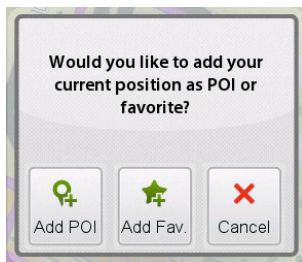 Would you like to add your
current position as POI or
favorite?
Add POI Add Fav. Cancel